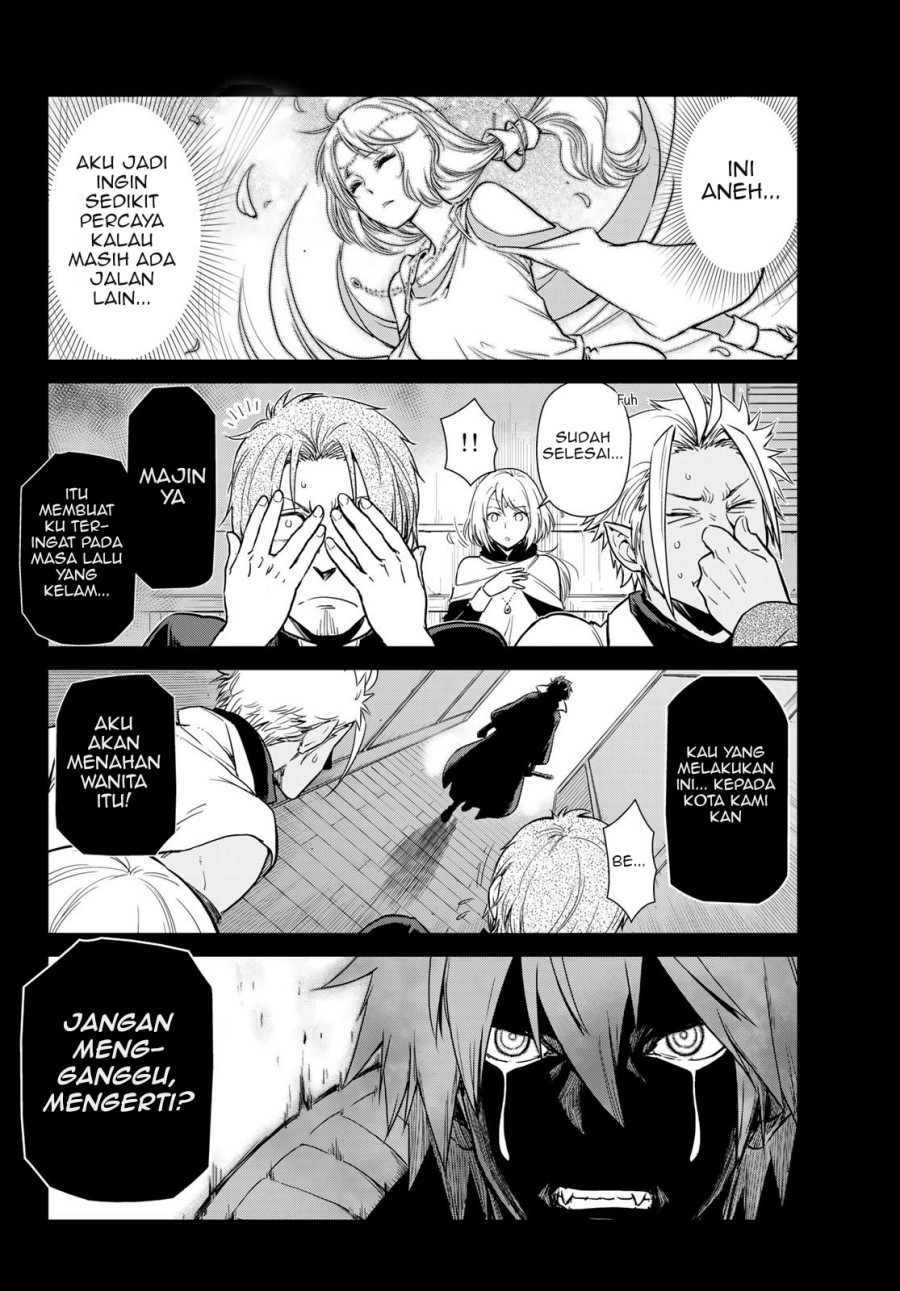 INI
ANEH...
AKU JADI
INGIN
SEDIKIT
PERCAYA
KALAU
MASIH ADA
JALAN
LAIN...
Fuh
SUDAH
SELESAI...
!!
MAJIN
YA
ITU
MEMBUAT
KU TER-
INGAT PADA
MASA LALU
YANG
KELAM...
KAU YANG
MELAKUKAN
INI... KEPADA
KOTA KAMI
KAN
BE...
AKU
AKAN
MENAHAN
WANITA
ITU!
JANGAN
MENG-
GANGGU,
MENGERTI?